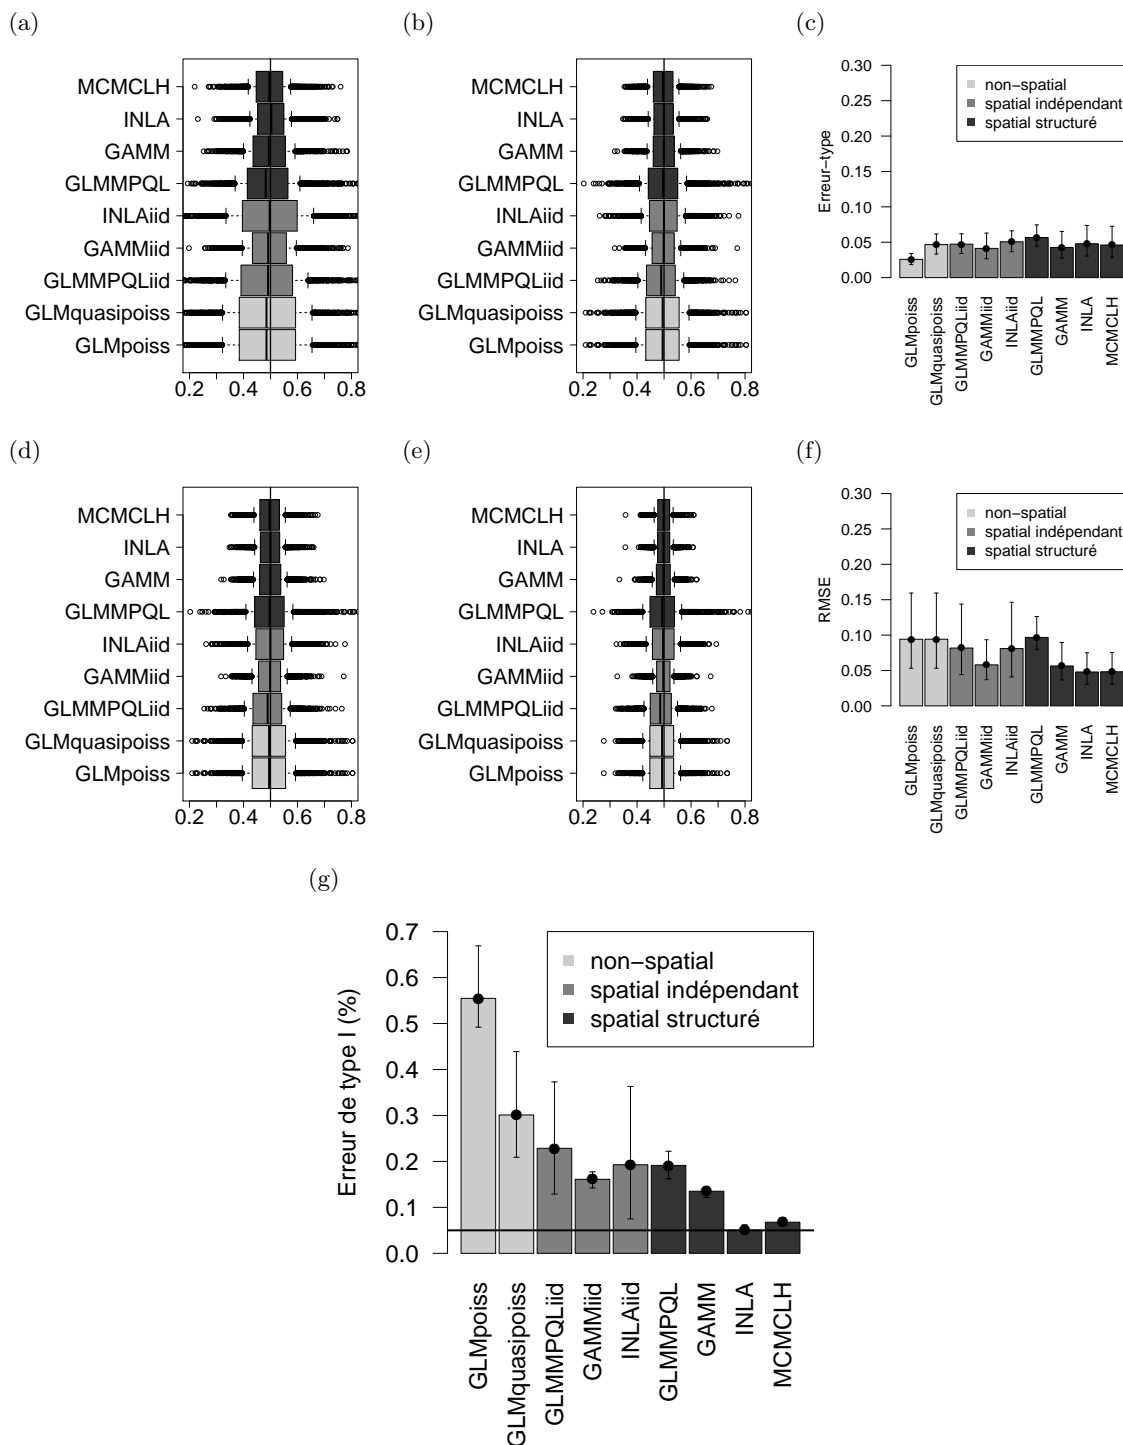 (a)
MCMCLH
INLA
GAMM
GLMMPQL
INLAiid
GAMMiid
GLMMPQLiid
GLMquasipoiss
GLMpoiss
0.2 0.4 0.6 0.8
(b)
MCMCLH
INLA
GAMM
GLMMPQL
INLAiid
GAMMiid
GLMMPQLiid
GLMquasipoiss
GLMpoiss
0.2 0.4 0.6 0.8
(c)
Erreur−type
0.30
0.25
0.20
0.15
0.10
0.05
0.00
non−spatial
spatial indépendant
spatial structuré
GLMpoiss
GLMquasipoiss
GLMMPQLiid
GAMMiid
INLAiid
GLMMPQL
GAMM
INLA
MCMCLH
(d)
MCMCLH
INLA
GAMM
GLMMPQL
INLAiid
GAMMiid
GLMMPQLiid
GLMquasipoiss
GLMpoiss
0.2 0.4 0.6 0.8
(e)
MCMCLH
INLA
GAMM
GLMMPQL
INLAiid
GAMMiid
GLMMPQLiid
GLMquasipoiss
GLMpoiss
0.2 0.4 0.6 0.8
(f)
RMSE
0.30
0.25
0.20
0.15
0.10
0.05
0.00
non−spatial
spatial indépendant
spatial structuré
GLMpoiss
GLMquasipoiss
GLMMPQLiid
GAMMiid
INLAiid
GLMMPQL
GAMM
INLA
MCMCLH
(g)
Erreur de type I (%)
0.7
0.6
0.5
0.4
0.3
0.2
0.1
0.0
non−spatial
spatial indépendant
spatial structuré
GLMpoiss
GLMquasipoiss
GLMMPQLiid
GAMMiid
INLAiid
GLMMPQL
GAMM
INLA
MCMCLH